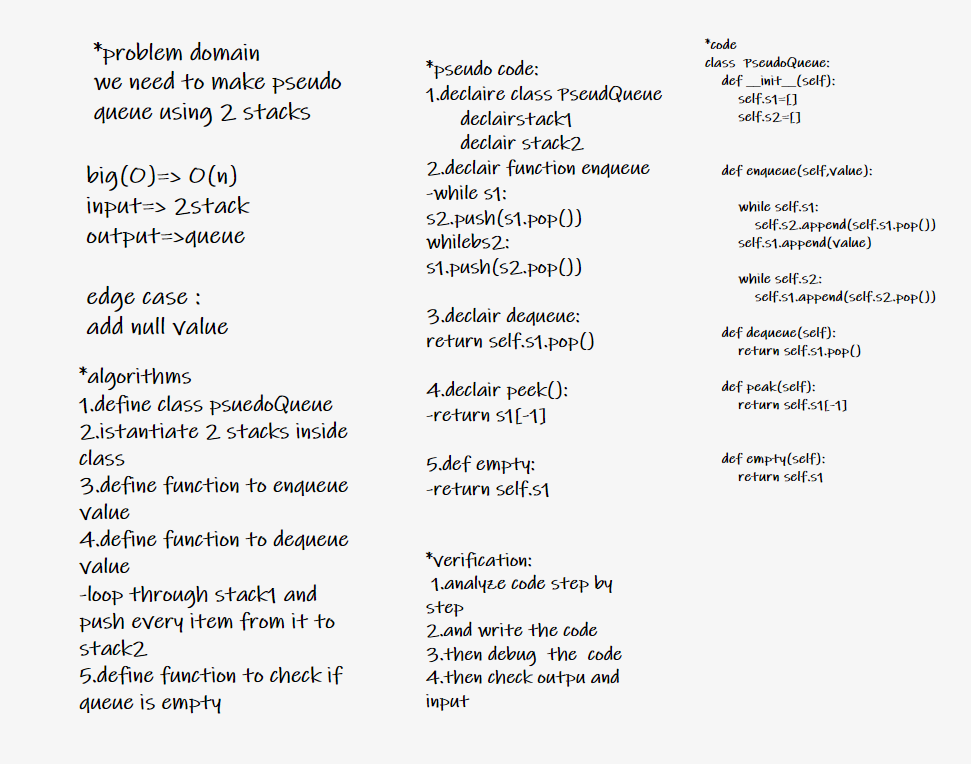 *problem domain
we need to make pseudo
queue using 2 stacks
big(O)=> O(n)
input=> 2stack
output=>queue
edge case :
add null value
*algorithms
1.define class psuedoQueue
2.istantiate 2 stacks inside
class
3.define function to enqueue
value
4.define function to dequeue
value
-loop through stack1 and
push every item from it to
stack2
5.define function to check if
queue is empty
*pseudo code:
1.declaire class PseudQueue
declairstack1
declair stack2
2.declair function enqueue
-while s1:
s2.push(s1.pop())
whilebs2:
s1.push(s2.pop())
3.declair dequeue:
return self.s1.pop()
4.declair peek():
-return s1[-1]
5.def empty:
-return self.s1
*verification:
1.analyze code step by
step
2.and write the code
3.then debug the code
4.then check outpu and
input
*code
class PseudoQueue:
def __init__(self):
self.s1=[]
self.s2=[]
def enqueue(self,value):
while self.s1:
self.s2.append(self.s1.pop())
self.s1.append(value)
while self.s2:
self.s1.append(self.s2.pop())
def dequeue(self):
return self.s1.pop()
def peak(self):
return self.s1[-1]
def empty(self):
return self.s1